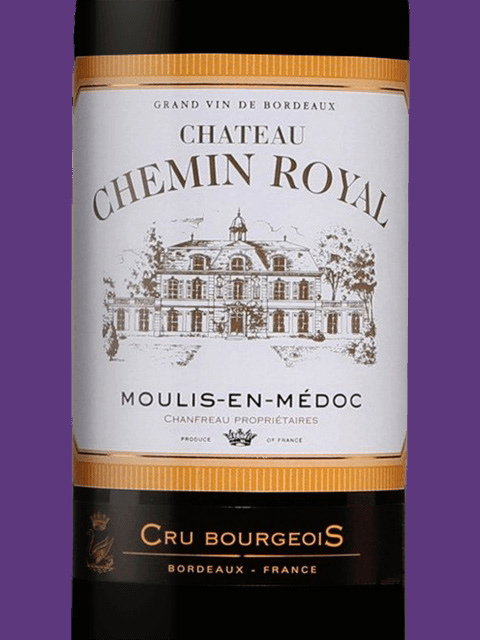 GRAND VIN DE BORDEAUX
CHATEAU
CHEMIN ROYAL
MOULIS-EN-MÉDOC
CHANFREAU PROPRIÉTAIRES
PRODUCE OF FRANCE
CRU BOURGEOIS
BORDEAUX - FRANCE